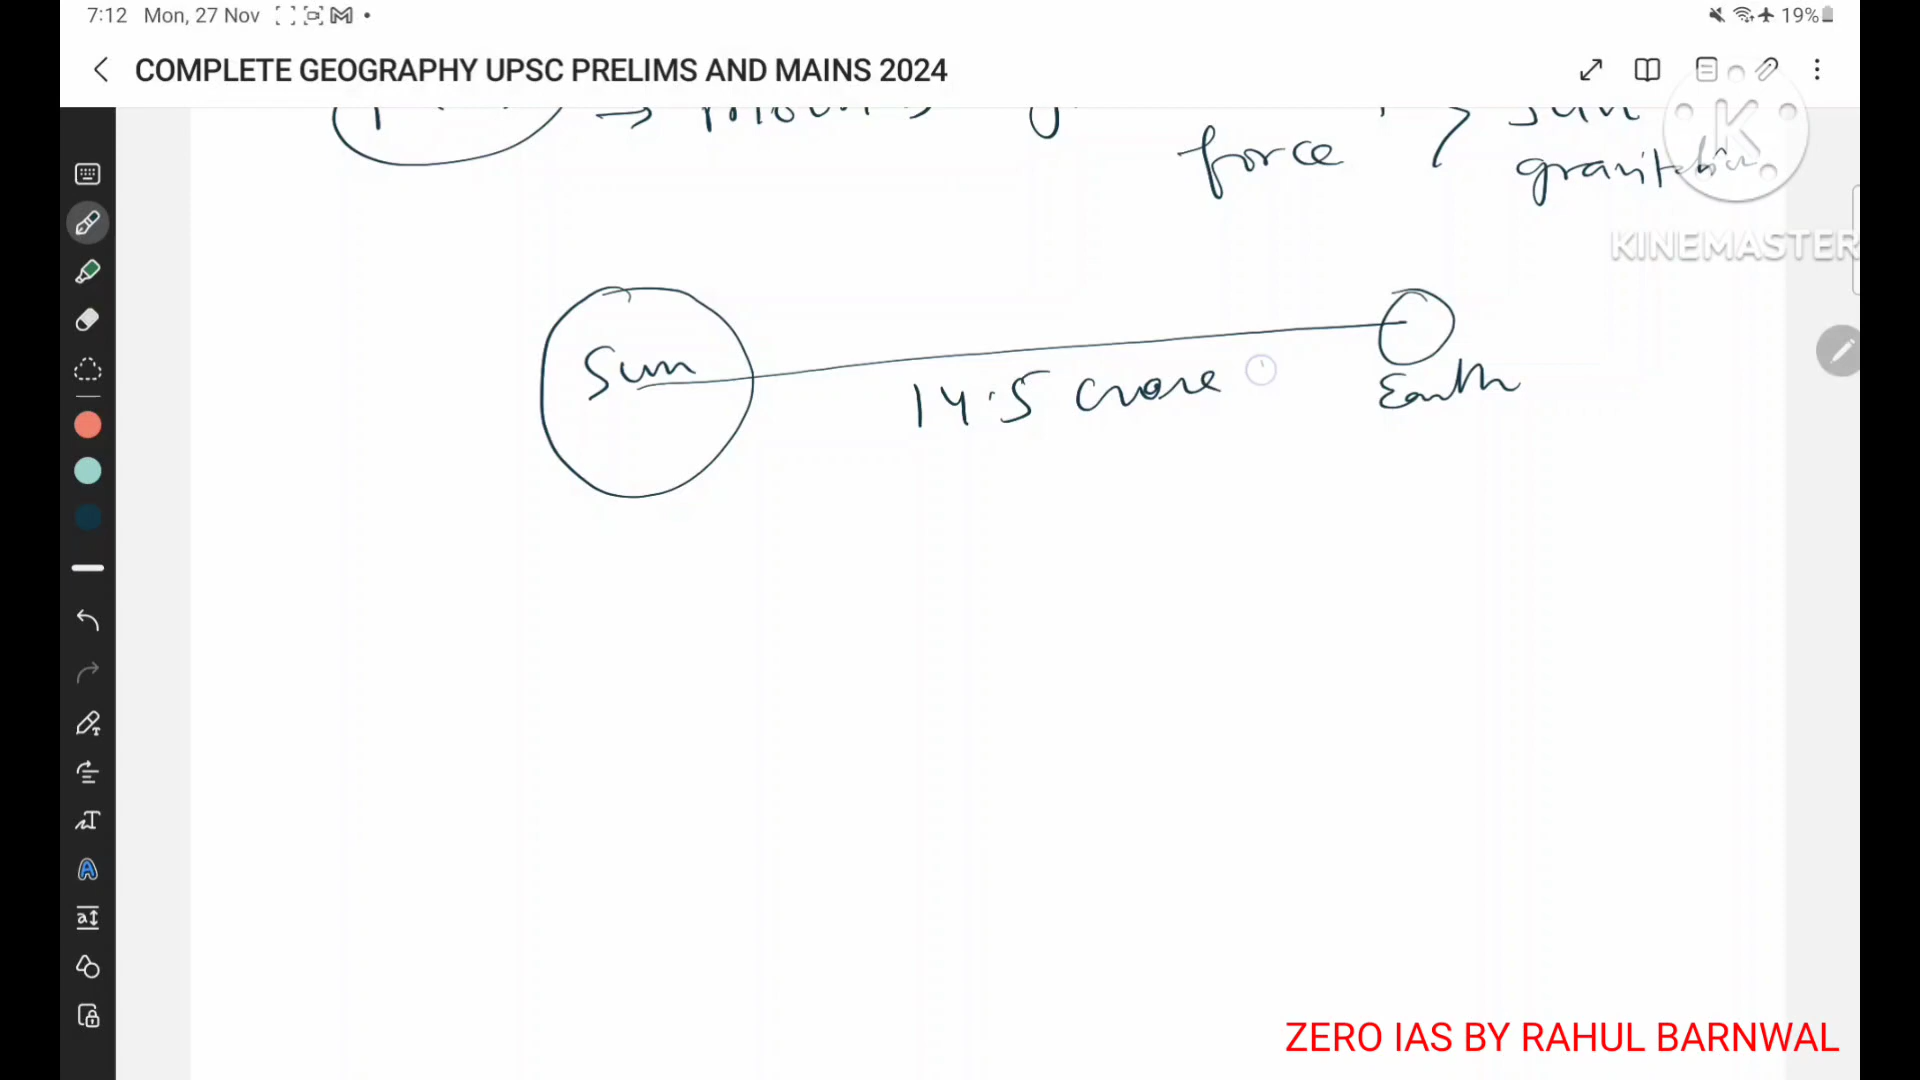 7:12 Mon, 27 Nov
19%
COMPLETE GEOGRAPHY UPSC PRELIMS AND MAINS 2024
force
gravitation
KINEMASTER
Sun
14.5 crore
Earth
ZERO IAS BY RAHUL BARNWAL